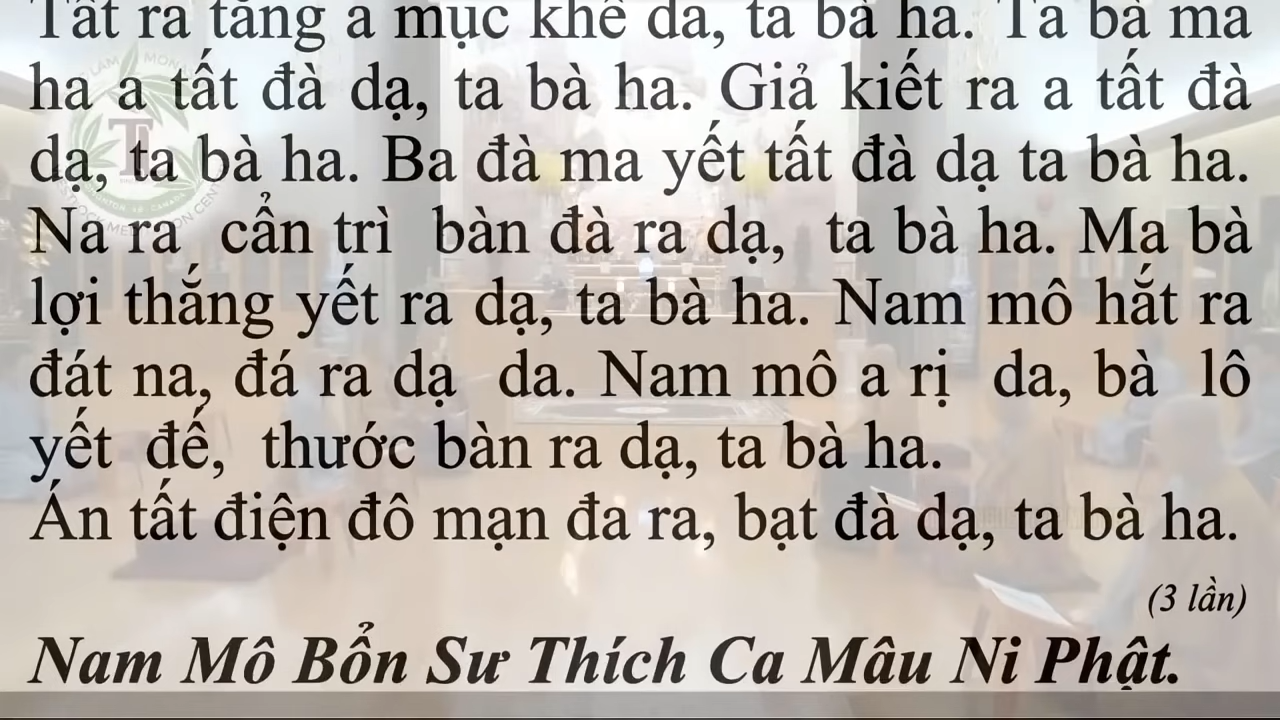 Tất ra tăng a mục khê da, ta bà ha. Ta bà ma
ha a tất đà dạ, ta bà ha. Giả kiết ra a tất đà
dạ, ta bà ha. Ba đà ma yết tất đà dạ ta bà ha.
Na ra cẩn trì bàn đà ra dạ, ta bà ha. Ma bà
lợi thắng yết ra dạ, ta bà ha. Nam mô hắt ra
đát na, đá ra dạ da. Nam mô a rị da, bà lô
yết đế, thước bàn ra dạ, ta bà ha.
Án tất điện đô mạn đa ra, bạt đà dạ, ta bà ha.
(3 lần)
Nam Mô Bổn Sư Thích Ca Mâu Ni Phật.